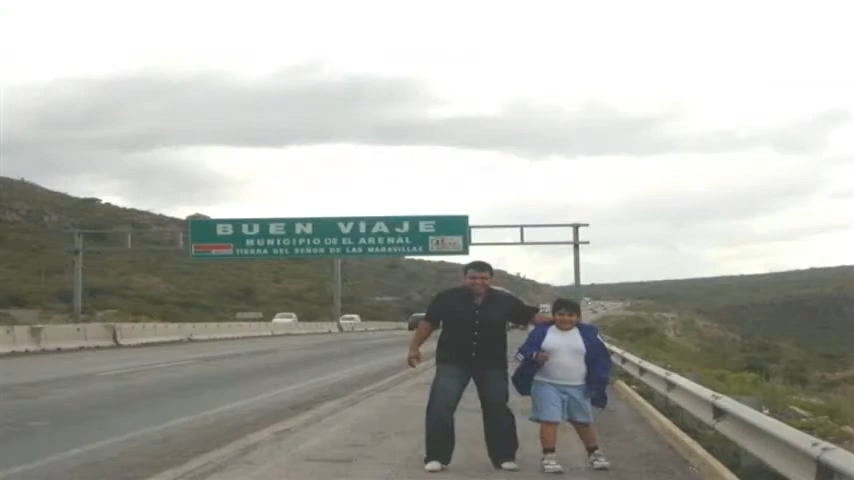 BUEN VIAJE
MUNICIPIO DE EL ARENAL
TIERRA DEL SEÑOR DE LAS MARAVILLAS